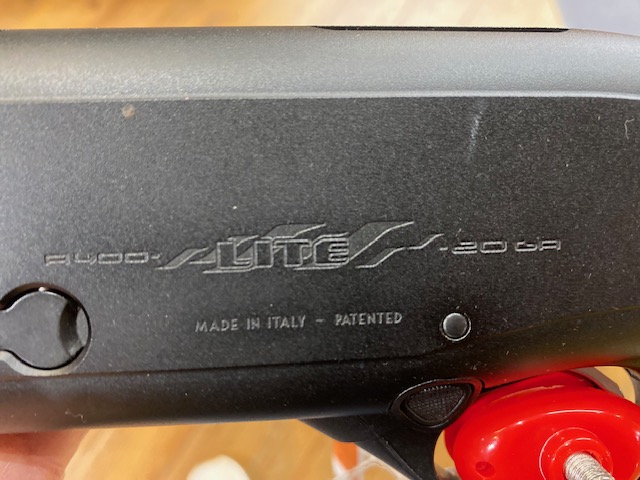 A400 LITE 20 GA
MADE IN ITALY - PATENTED